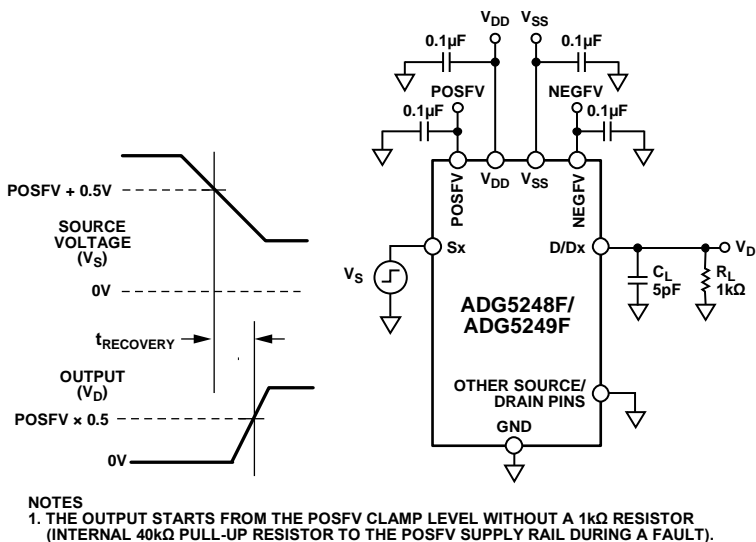 POSFV + 0.5V
SOURCE
VOLTAGE
(VS)
0V
tRECOVERY
OUTPUT
(VD)
POSFV × 0.5
0V
VDD
VSS
0.1µF
0.1µF
POSFV
NEGFV
0.1µF
0.1µF
POSFV
VDD
VSS
NEGFV
Sx
D/Dx
VD
VS
CL
5pF
RL
1kΩ
ADG5248F/
ADG5249F
OTHER SOURCE/
DRAIN PINS
GND
NOTES
1. THE OUTPUT STARTS FROM THE POSFV CLAMP LEVEL WITHOUT A 1kΩ RESISTOR
(INTERNAL 40kΩ PULL-UP RESISTOR TO THE POSFV SUPPLY RAIL DURING A FAULT).